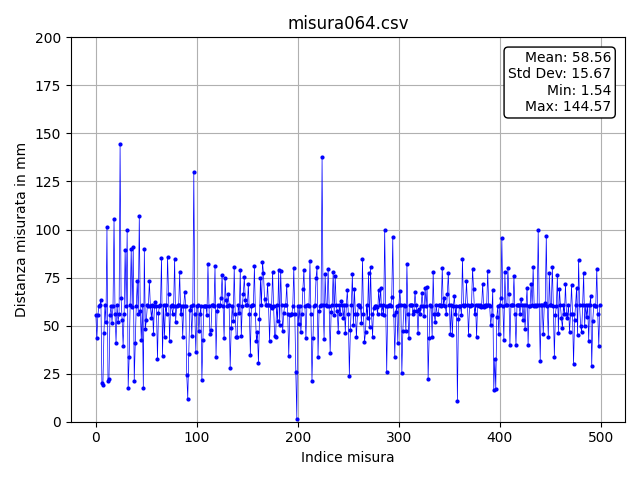 misura064.csv
Mean: 58.56
Std Dev: 15.67
Min: 1.54
Max: 144.57
Distanza misurata in mm
200
175
150
125
100
75
50
25
0
0 100 200 300 400 500
Indice misura